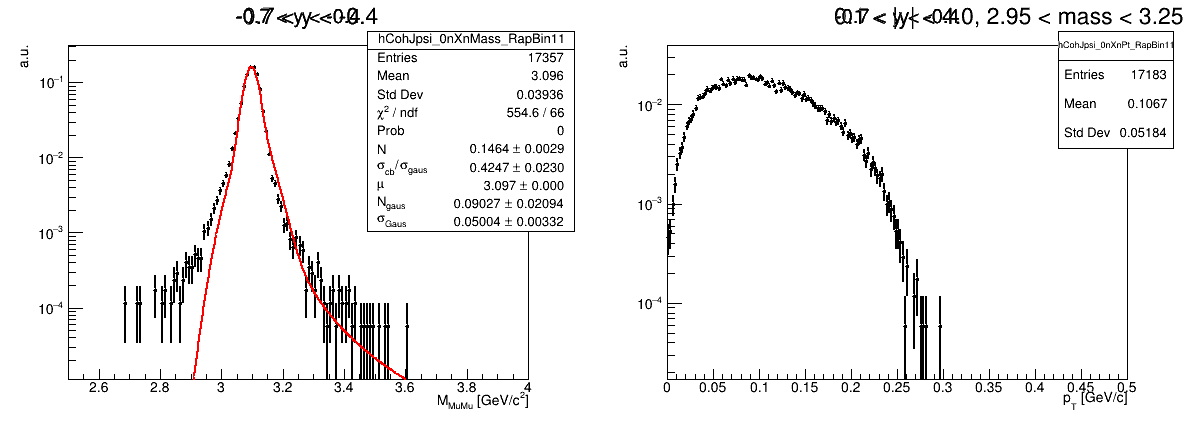 a.u.
hCohJpsi_0nXnMass_RapBin11
Entries 17357
Mean 3.096
Std Dev 0.03936
χ² / ndf 554.6 / 66
Prob 0
N 0.1464 ± 0.0029
σcb/σgaus 0.4247 ± 0.0230
μ 3.097 ± 0.000
Ngaus 0.09027 ± 0.02094
σGaus 0.05004 ± 0.00332
10⁻¹
10⁻²
10⁻³
10⁻⁴
2.6 2.8 3 3.2 3.4 3.6 3.8 4
MMuMu [GeV/c²]
2.95 < mass < 3.25
a.u.
hCohJpsi_0nXnPt_RapBin11
Entries 17183
Mean 0.1067
Std Dev 0.05184
10⁻²
10⁻³
10⁻⁴
0 0.05 0.1 0.15 0.2 0.25 0.3 0.35 0.4 0.45 0.5
pT [GeV/c]